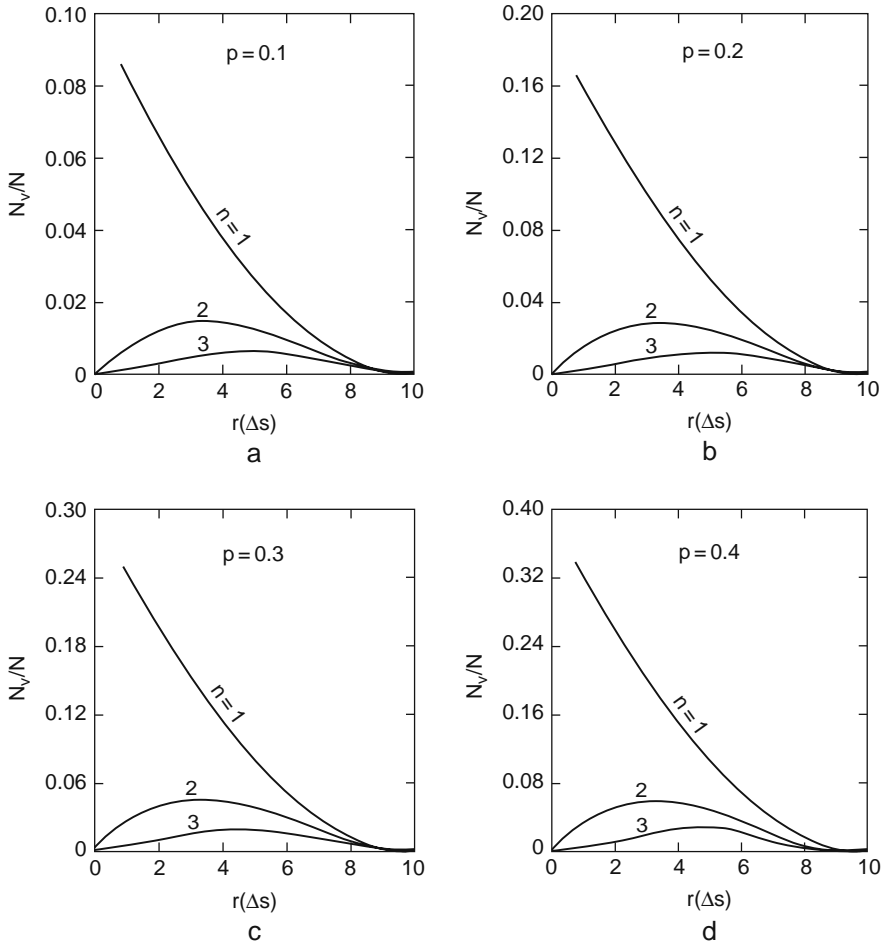 0.10
0.08
0.06
0.04
0.02
0
N_v/N
p = 0.1
n = 1
2
3
0 2 4 6 8 10
r(Δs)
a
0.20
0.16
0.12
0.08
0.04
0
N_v/N
p = 0.2
n = 1
2
3
0 2 4 6 8 10
r(Δs)
b
0.30
0.24
0.18
0.12
0.06
0
N_v/N
p = 0.3
n = 1
2
3
0 2 4 6 8 10
r(Δs)
c
0.40
0.32
0.24
0.16
0.08
0
N_v/N
p = 0.4
n = 1
2
3
0 2 4 6 8 10
r(Δs)
d